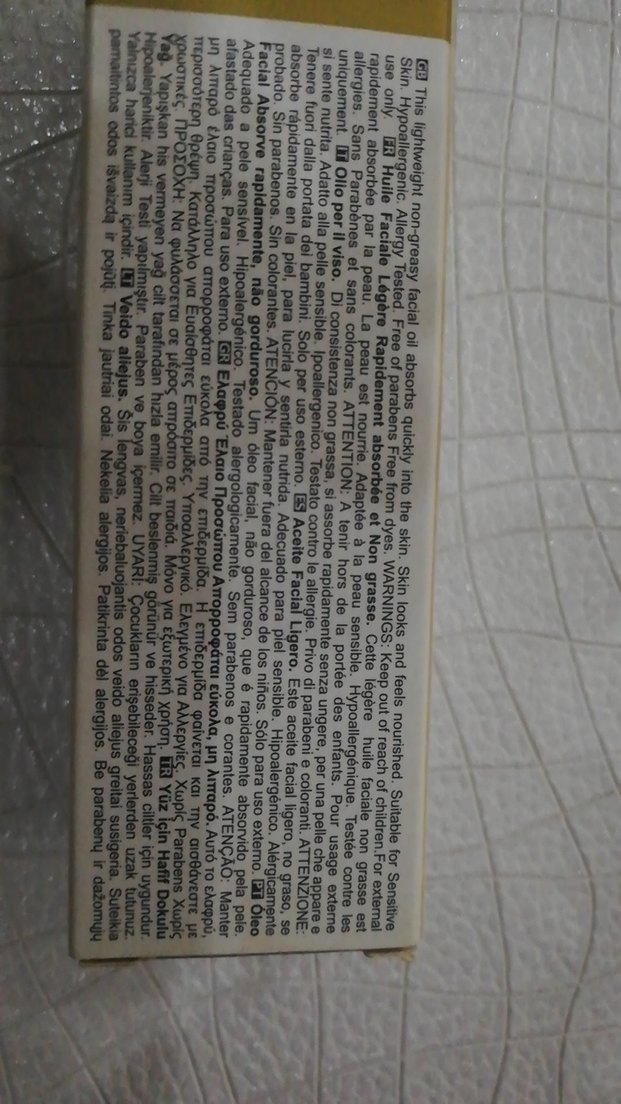 GB This lightweight non-greasy facial oil absorbs quickly into the skin. Skin looks and feels nourished. Suitable for Sensitive
Skin. Hypoallergenic. Allergy Tested. Free of parabens Free from dyes. WARNINGS: Keep out of reach of children.For external
use only. FR Huile Faciale Légère Rapidement absorbée et Non grasse. Cette légère huile faciale non grasse est
rapidement absorbée par la peau. La peau est nourrie. Adaptée à la peau sensible. Hypoallergénique. Testée contre les
allergies. Sans Parabènes et sans colorants. ATTENTION: A tenir hors de la portée des enfants. Pour usage externe
uniquement. IT Olio per il viso. Di consistenza non grassa, si assorbe rapidamente senza ungere, per una pelle che appare e
si sente nutrita. Adatto alla pelle sensible. Ipoallergenico. Testato contro le allergie. Privo di parabeni e coloranti. ATTENZIONE:
Tenere fuori dalla portata dei bambini. Solo per uso esterno. ES Aceite Facial Ligero. Este aceite facial ligero, no graso, se
absorbe rápidamente en la piel, para lucirla y sentirla nutrida. Adecuado para piel sensible. Hipoalergénico. Alérgicamente
probado. Sin parabenos. Sin colorantes. ATENCIÓN: Mantener fuera del alcance de los niños. Sólo para uso externo. PT Óleo
Facial Absorve rapidamente, não gorduroso. Um óleo facial, não gorduroso, que é rapidamente absorvido pela pele.
Adequado a pele sensível. Hipoalergénico. Testado alergologicamente. Sem parabenos e corantes. ATENÇÃO: Manter
afastado das crianças. Para uso externo. GR Ελαφρύ Έλαιο Προσώπου Απορροφάται εύκολα, μη λιπαρό. Αυτό το ελαφρύ,
μη λιπαρό έλαιο προσώπου απορροφάται εύκολα από την επιδερμίδα. Η επιδερμίδα φαίνεται και την αισθάνεστε με
περισσότερη θρέψη. Κατάλληλο για Ευαίσθητες Επιδερμίδες. Υποαλλεργικό. Ελεγμένο για Αλλεργίες. Χωρίς Parabens Χωρίς
χρωστικές. ΠΡΟΣΟΧΗ: Να φυλάσσεται σε μέρος απρόσιτο σε παιδιά. Μόνο για εξωτερική χρήση. TR Yüz İçin Hafif Dokulu
Yağ. Yapışkan his vermeyen yağ cilt tarafından hızla emilir. Cilt beslenmiş görünür ve hisseder. Hassas ciltler için uygundur.
Hipoalerjeniktir. Alerji Testi yapılmıştır. Paraben ve boya içermez. UYARI: Çocukların erişebileceği yerlerden uzak tutunuz.
Yalnızca harici kullanım içindir. LT Veido aliejus. Šis lengvas, neriebaluojantis odos veido aliejus greitai susigeria. Suteikia
pamaitintos odos išvaizdą ir pojūtį. Tinka jautriai odai. Nekelia alergijos. Patikrinta dėl alergijos. Be parabenų ir dažomųjų